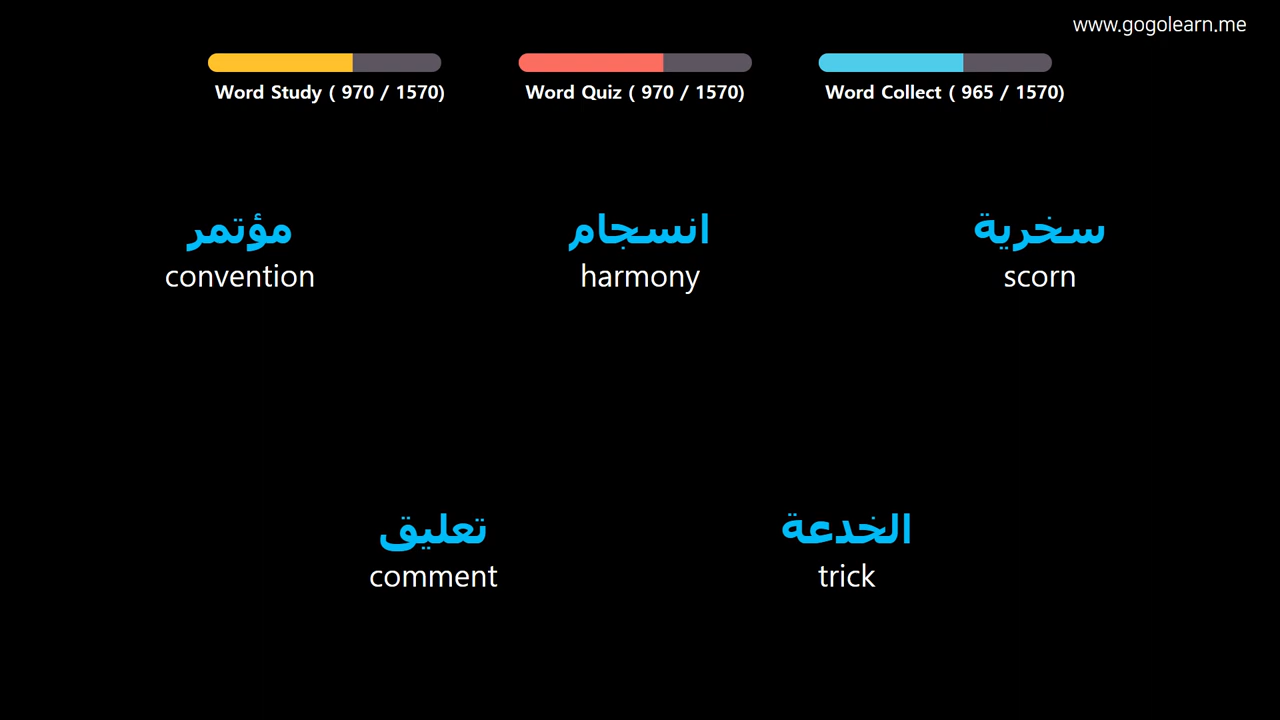 www.gogolearn.me
Word Study ( 970 / 1570)
Word Quiz ( 970 / 1570)
Word Collect ( 965 / 1570)
مؤتمر
convention
انسجام
harmony
سخرية
scorn
تعليق
comment
الخدعة
trick